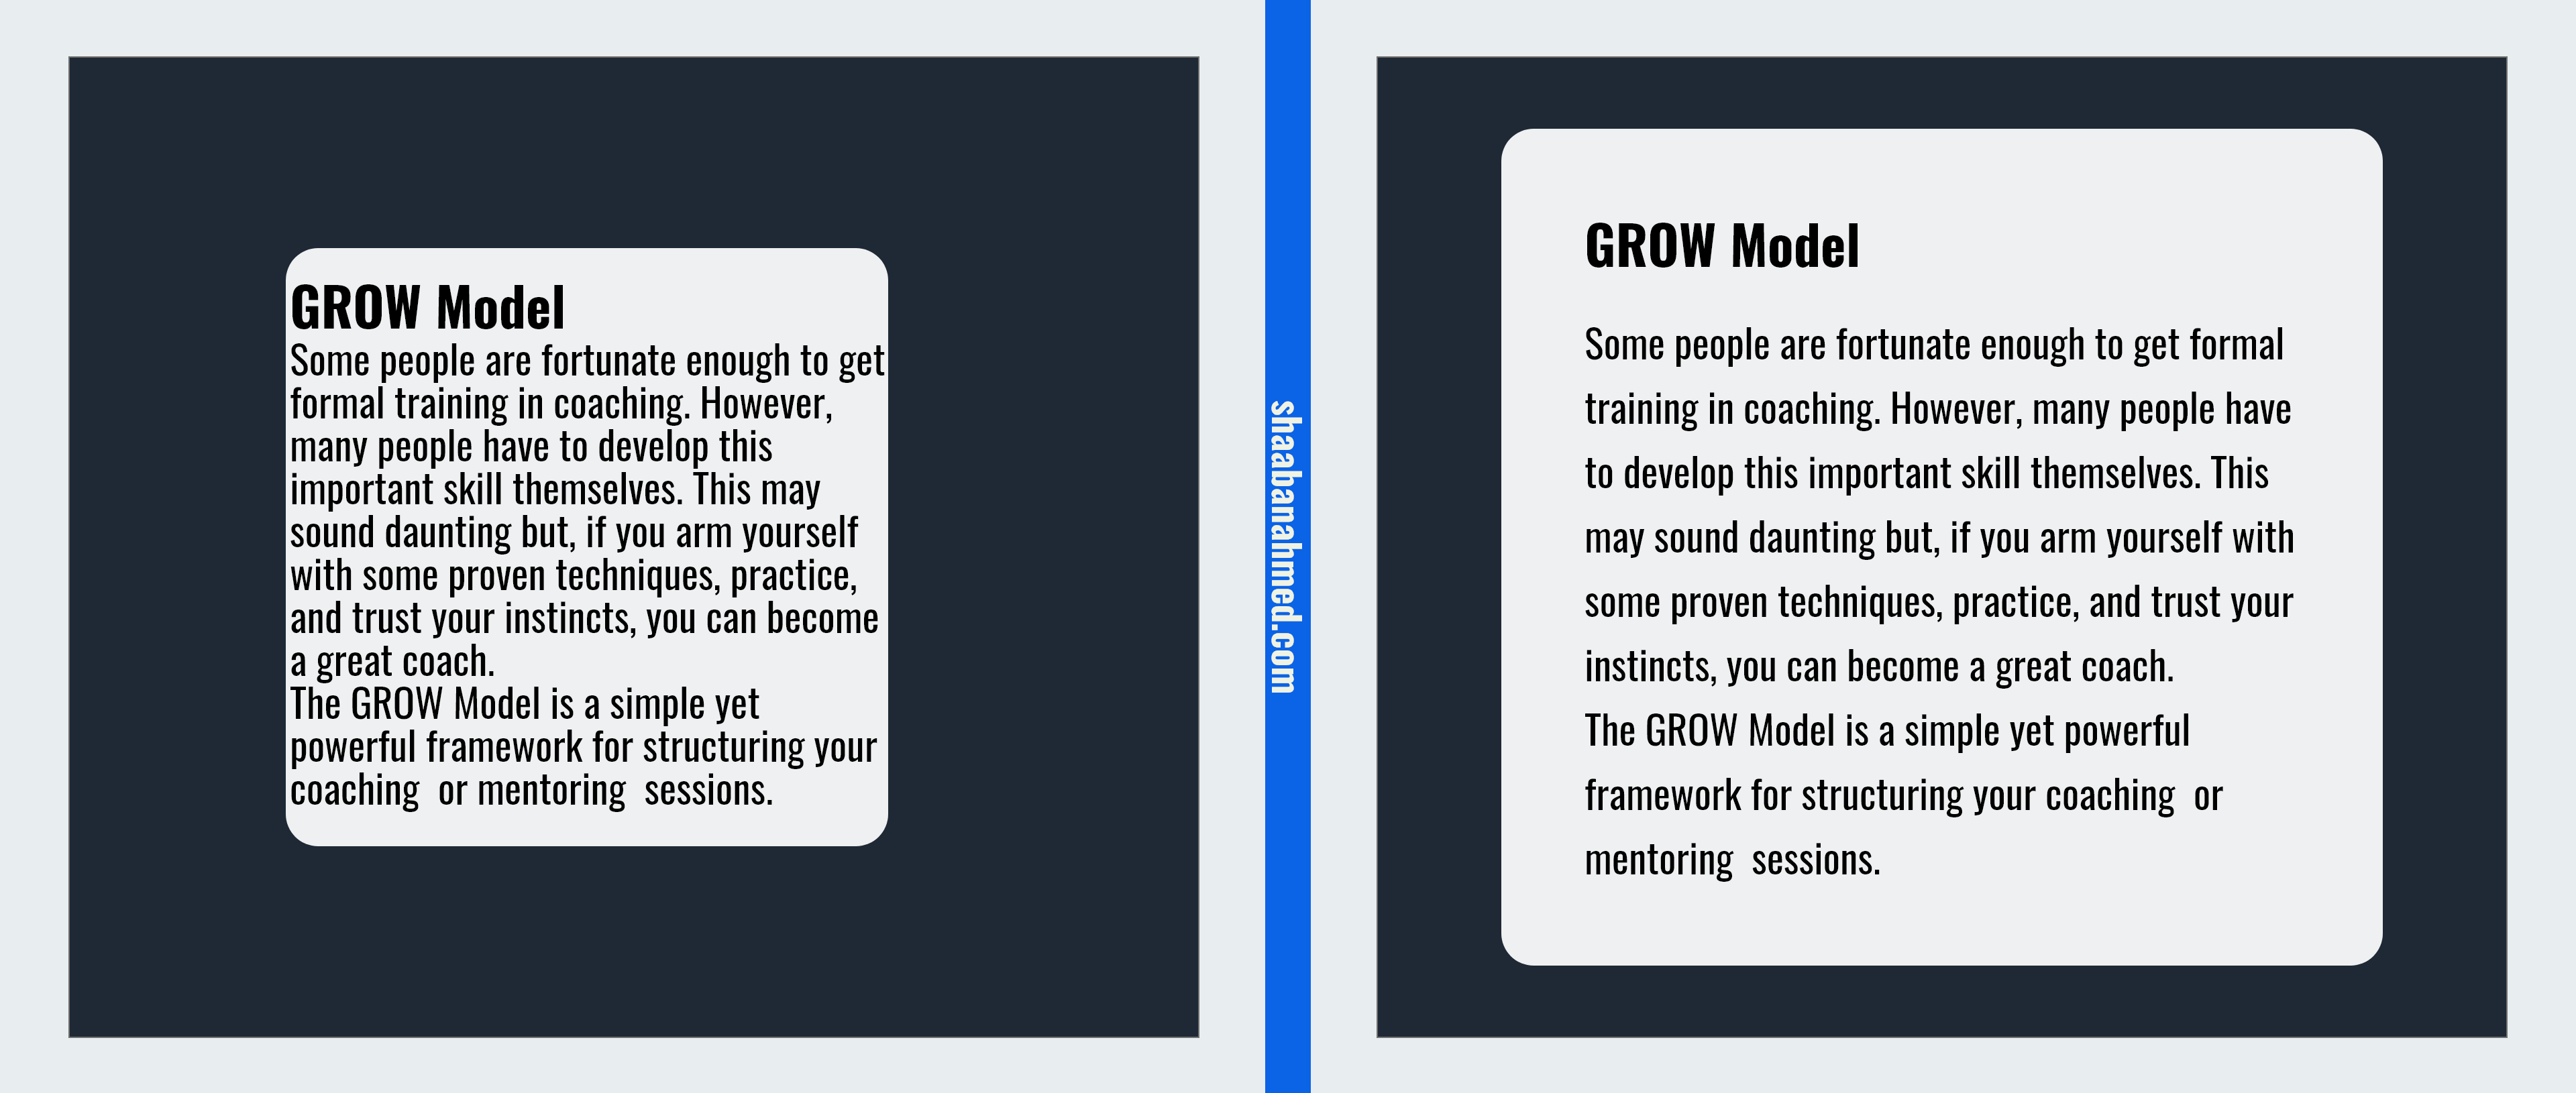 GROW Model
Some people are fortunate enough to get
formal training in coaching. However,
many people have to develop this
important skill themselves. This may
sound daunting but, if you arm yourself
with some proven techniques, practice,
and trust your instincts, you can become
a great coach.
The GROW Model is a simple yet
powerful framework for structuring your
coaching  or mentoring  sessions.
shaabanahmed.com
GROW Model
Some people are fortunate enough to get formal
training in coaching. However, many people have
to develop this important skill themselves. This
may sound daunting but, if you arm yourself with
some proven techniques, practice, and trust your
instincts, you can become a great coach.
The GROW Model is a simple yet powerful
framework for structuring your coaching  or
mentoring  sessions.